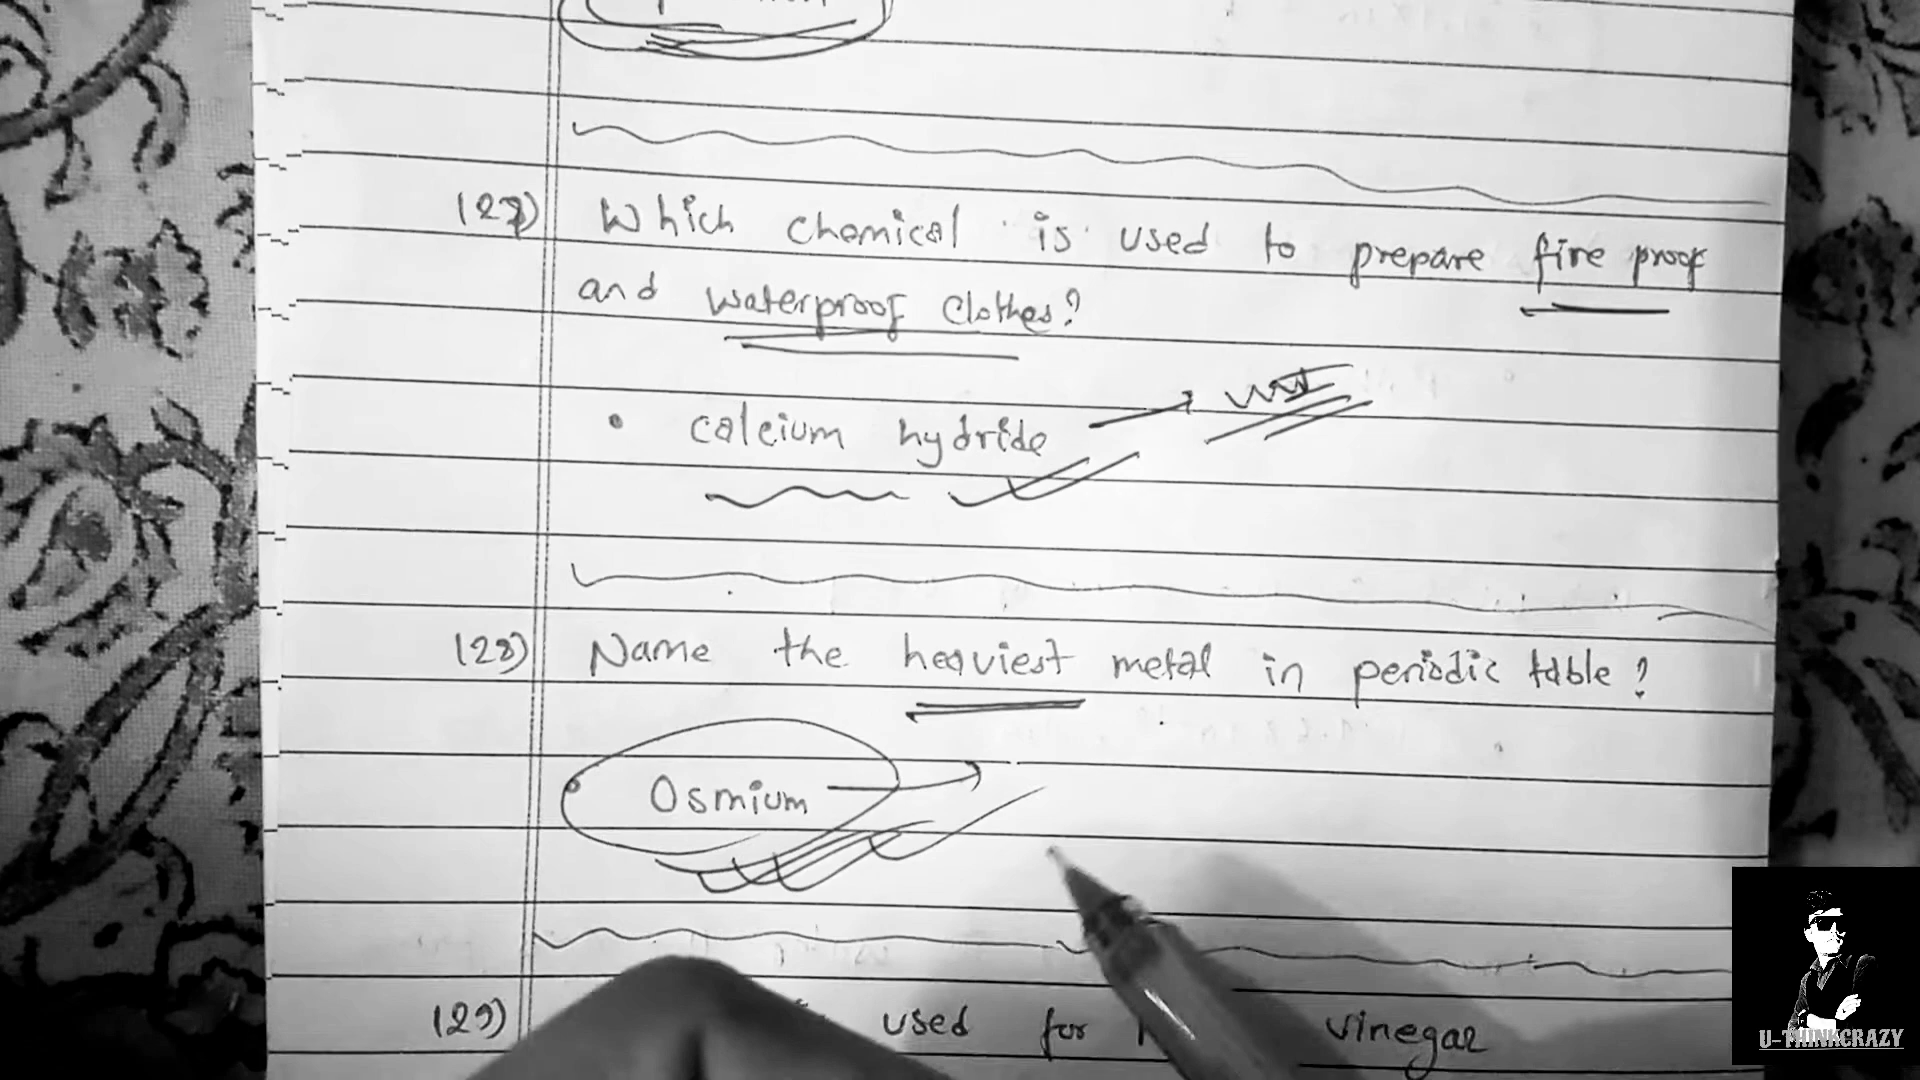 127) Which chemical is used to prepare fire proof
and waterproof clothes?
• calcium hydride → VVI
128) Name the heaviest metal in periodic table?
• Osmium →
129) used for vinegar
U-THINKCRAZY